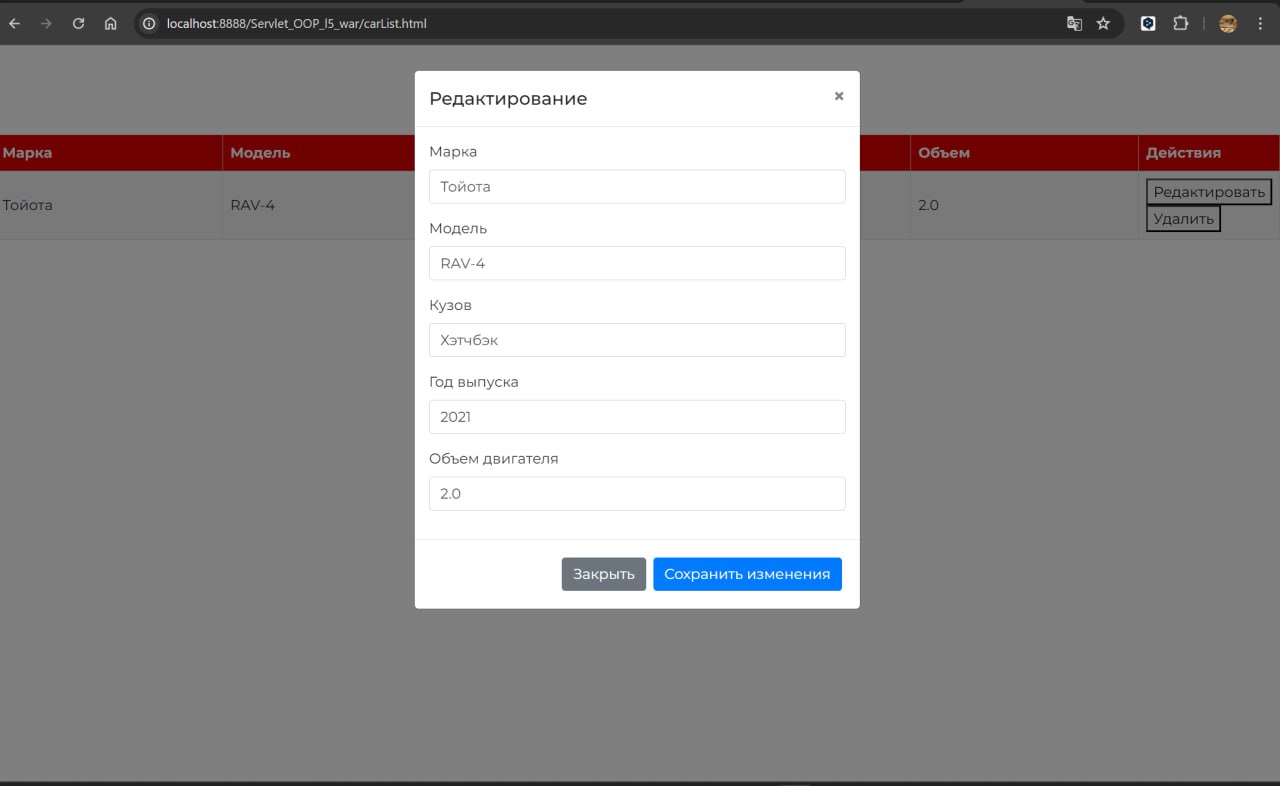 localhost:8888/Servlet_OOP_l5_war/carList.html
Редактирование
×
Марка
Модель
Объем
Действия
Тойота
RAV-4
2.0
Редактировать
Удалить
Марка
Тойота
Модель
RAV-4
Кузов
Хэтчбэк
Год выпуска
2021
Объем двигателя
2.0
Закрыть
Сохранить изменения